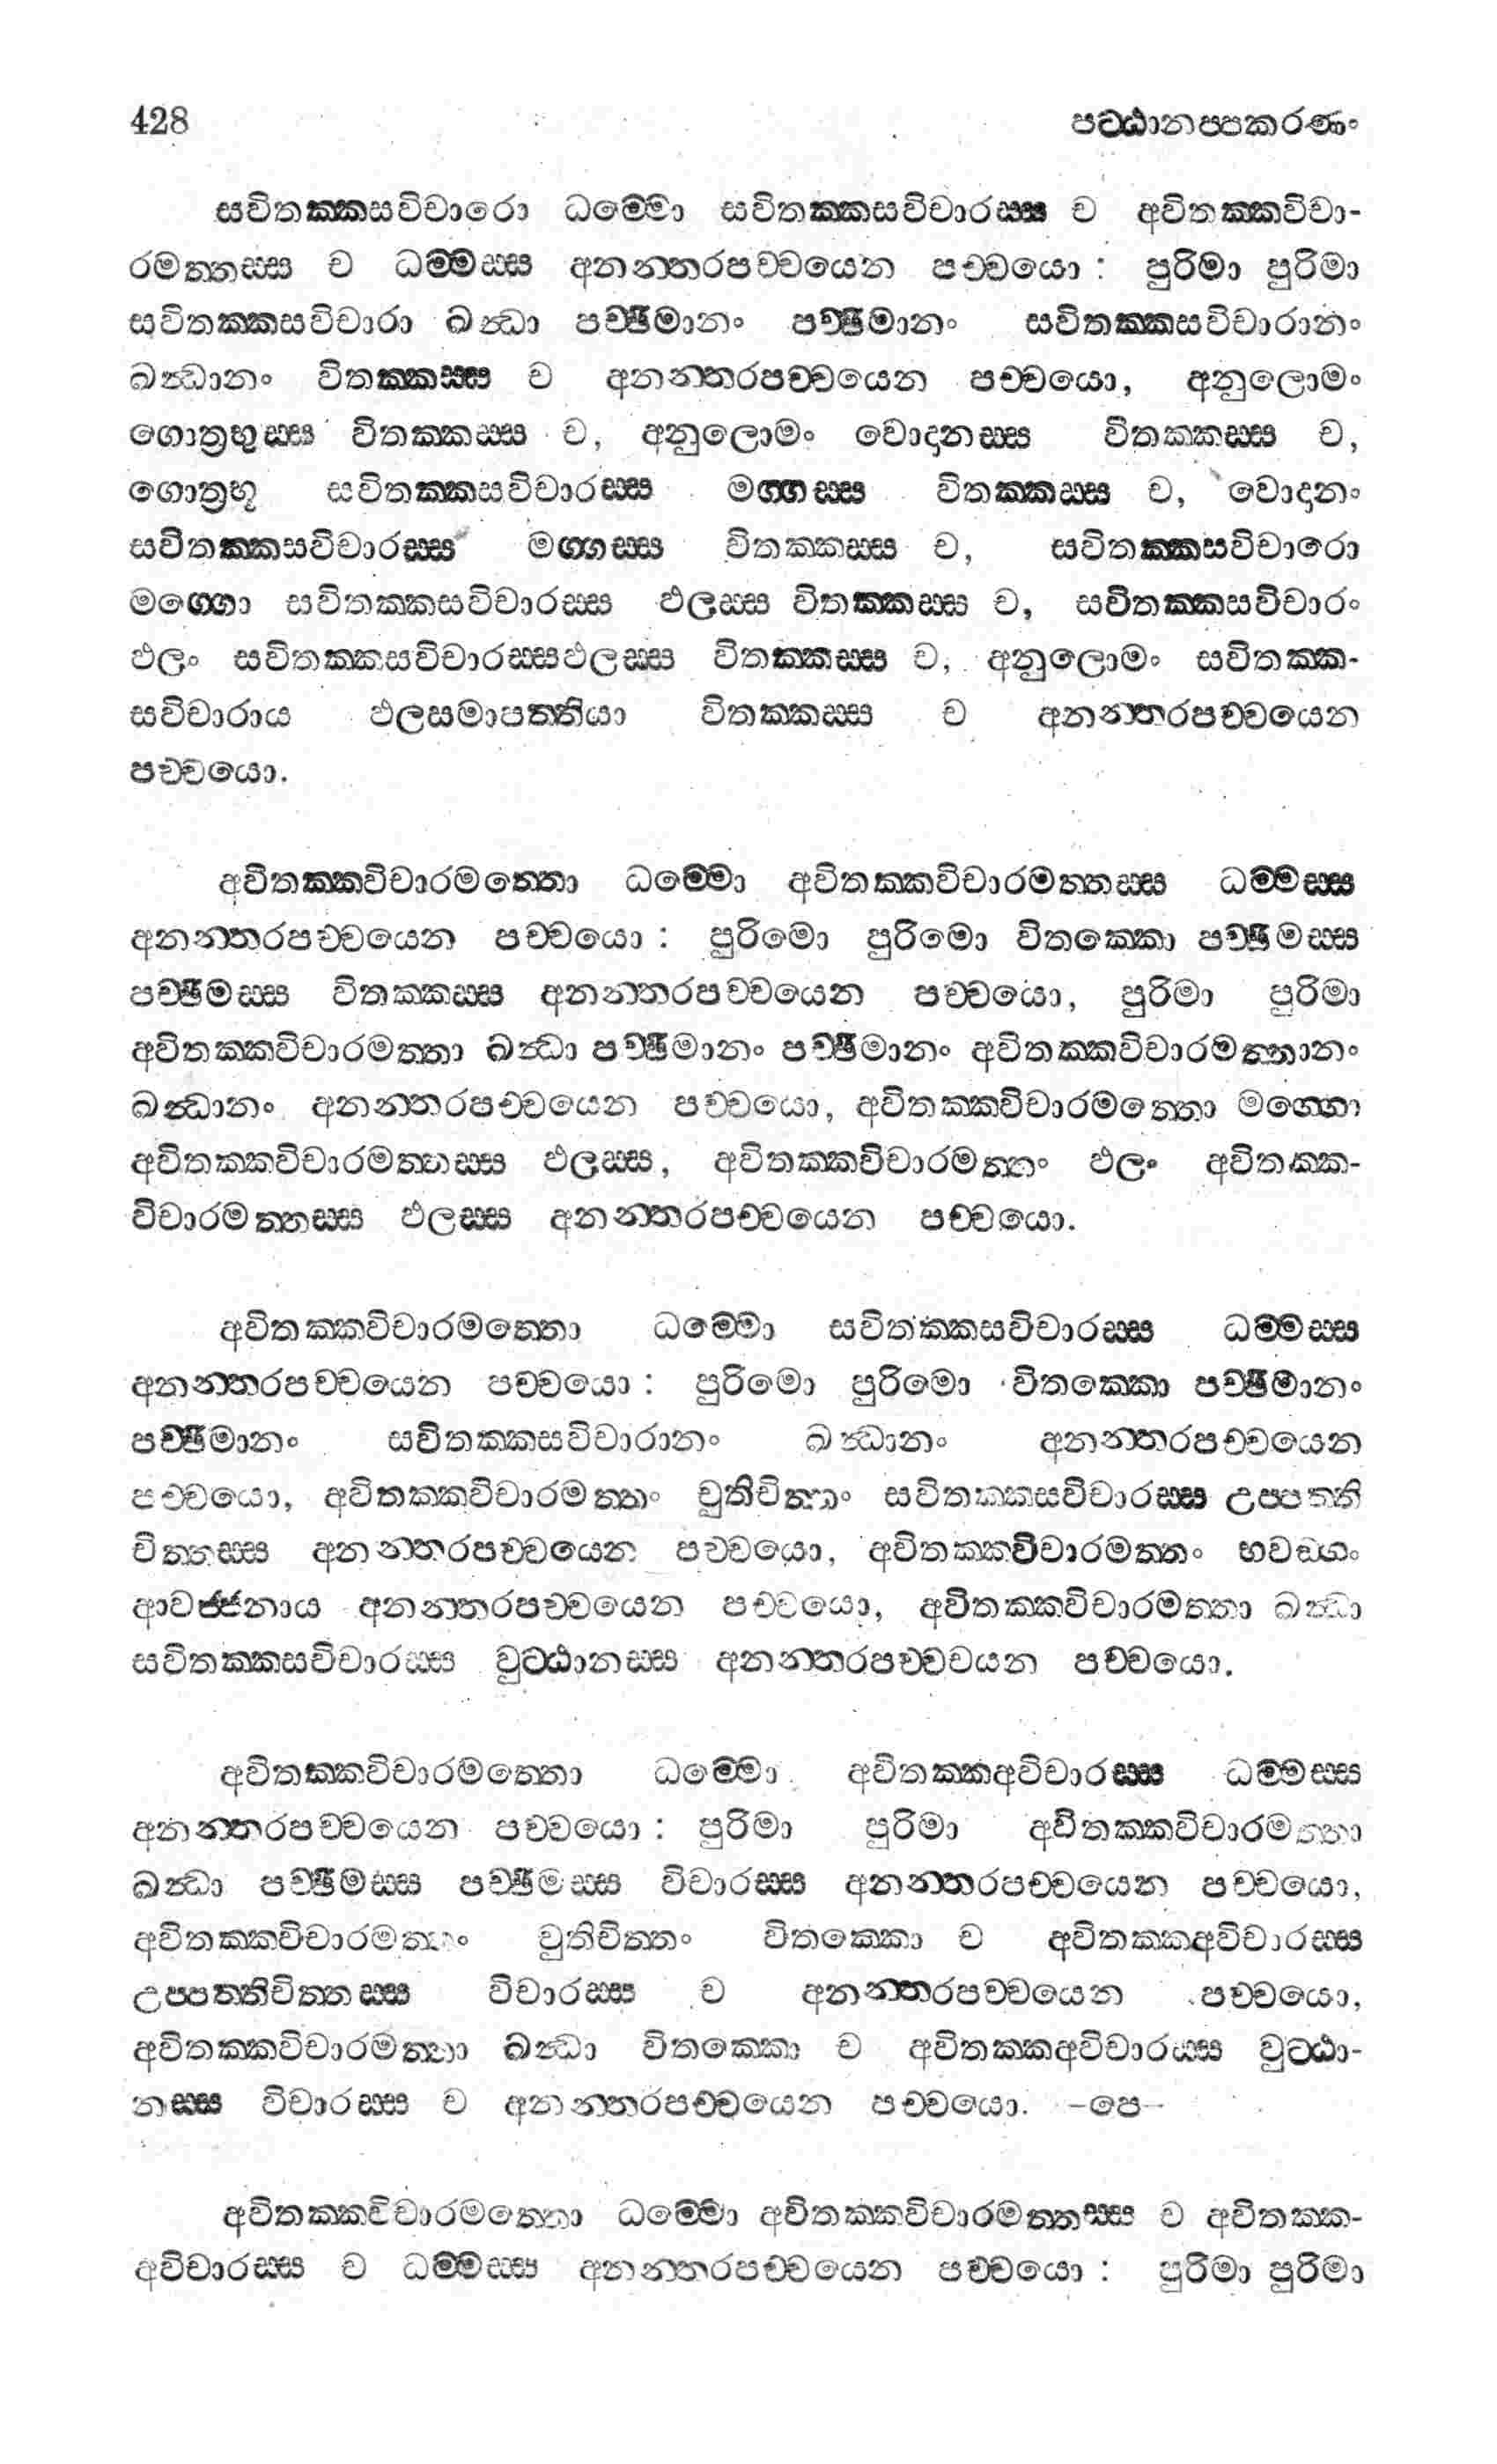 428 පට්ඨානප්පකරණං
සවිතක්කසවිචාරො ධම්මො සවිතක්කසවිචාරස්ස ච අවිතක්කවිචා-
රමත්තස්ස ච ධම්මස්ස අනන්තරපච්චයෙන පච්චයො : පුරිමා පුරිමා
සවිතක්කසවිචාරා ඛන්ධා පච්ඡිමානං පච්ඡිමානං සවිතක්කසවිචාරානං
ඛන්ධානං විතක්කස්ස ච අනන්තරපච්චයෙන පච්චයො, අනුලොමං
ගොත්‍රභුස්ස විතක්කස්ස ච, අනුලොමං වොදානස්ස විතක්කස්ස ච,
ගොත්‍රභූ සවිතක්කසවිචාරස්ස මග්ගස්ස විතක්කස්ස ච, වොදානං
සවිතක්කසවිචාරස්ස මග්ගස්ස විතක්කස්ස ච, සවිතක්කසවිචාරො
මග්ගො සවිතක්කසවිචාරස්ස ඵලස්ස විතක්කස්ස ච, සවිතක්කසවිචාරං
ඵලං සවිතක්කසවිචාරස්සඵලස්ස විතක්කස්ස ච, අනුලොමං සවිතක්ක-
සවිචාරාය ඵලසමාපත්තියා විතක්කස්ස ච අනන්තරපච්චයෙන
පච්චයො.
අවිතක්කවිචාරමත්තො ධම්මො අවිතක්කවිචාරමත්තස්ස ධම්මස්ස
අනන්තරපච්චයෙන පච්චයො : පුරිමො පුරිමො විතක්කො පච්ඡිමස්ස
පච්ඡිමස්ස විතක්කස්ස අනන්තරපච්චයෙන පච්චයො, පුරිමා පුරිමා
අවිතක්කවිචාරමත්තා ඛන්ධා පච්ඡිමානං පච්ඡිමානං අවිතක්කවිචාරමත්තානං
ඛන්ධානං අනන්තරපච්චයෙන පච්චයො, අවිතක්කවිචාරමත්තො මග්ගො
අවිතක්කවිචාරමත්තස්ස ඵලස්ස, අවිතක්කවිචාරමත්තං ඵලං අවිතක්ක-
විචාරමත්තස්ස ඵලස්ස අනන්තරපච්චයෙන පච්චයො.
අවිතක්කවිචාරමත්තො ධම්මො සවිතක්කසවිචාරස්ස ධම්මස්ස
අනන්තරපච්චයෙන පච්චයො : පුරිමො පුරිමො විතක්කො පච්ඡිමානං
පච්ඡිමානං සවිතක්කසවිචාරානං ඛන්ධානං අනන්තරපච්චයෙන
පච්චයො, අවිතක්කවිචාරමත්තං චුතිචිත්තං සවිතක්කසවිචාරස්ස උප්පත්ති
චිත්තස්ස අනන්තරපච්චයෙන පච්චයො, අවිතක්කවිචාරමත්තං භවඞ්ගං
ආවජ්ජනාය අනන්තරපච්චයෙන පච්චයො, අවිතක්කවිචාරමත්තා ඛන්ධා
සවිතක්කසවිචාරස්ස වුට්ඨානස්ස අනන්තරපච්චචයන පච්චයො.
අවිතක්කවිචාරමත්තො ධම්මො අවිතක්කඅවිචාරස්ස ධම්මස්ස
අනන්තරපච්චයෙන පච්චයො : පුරිමා පුරිමා අවිතක්කවිචාරමත්තා
ඛන්ධා පච්ඡිමස්ස පච්ඡිමස්ස විචාරස්ස අනන්තරපච්චයෙන පච්චයො,
අවිතක්කවිචාරමත්තං චුතිචිත්තං විතක්කො ච අවිතක්කඅවිචාරස්ස
උප්පත්තිචිත්තස්ස විචාරස්ස ච අනන්තරපච්චයෙන පච්චයො,
අවිතක්කවිචාරමත්තා ඛන්ධා විතක්කො ච අවිතක්කඅවිචාරස්ස වුට්ඨා-
නස්ස විචාරස්ස ච අනන්තරපච්චයෙන පච්චයො. -පෙ-
අවිතක්කවිචාරමත්තො ධම්මො අවිතක්කවිචාරමත්තස්ස ච අවිතක්ක-
අවිචාරස්ස ච ධම්මස්ස අනන්තරපච්චයෙන පච්චයො : පුරිමා පුරිමා